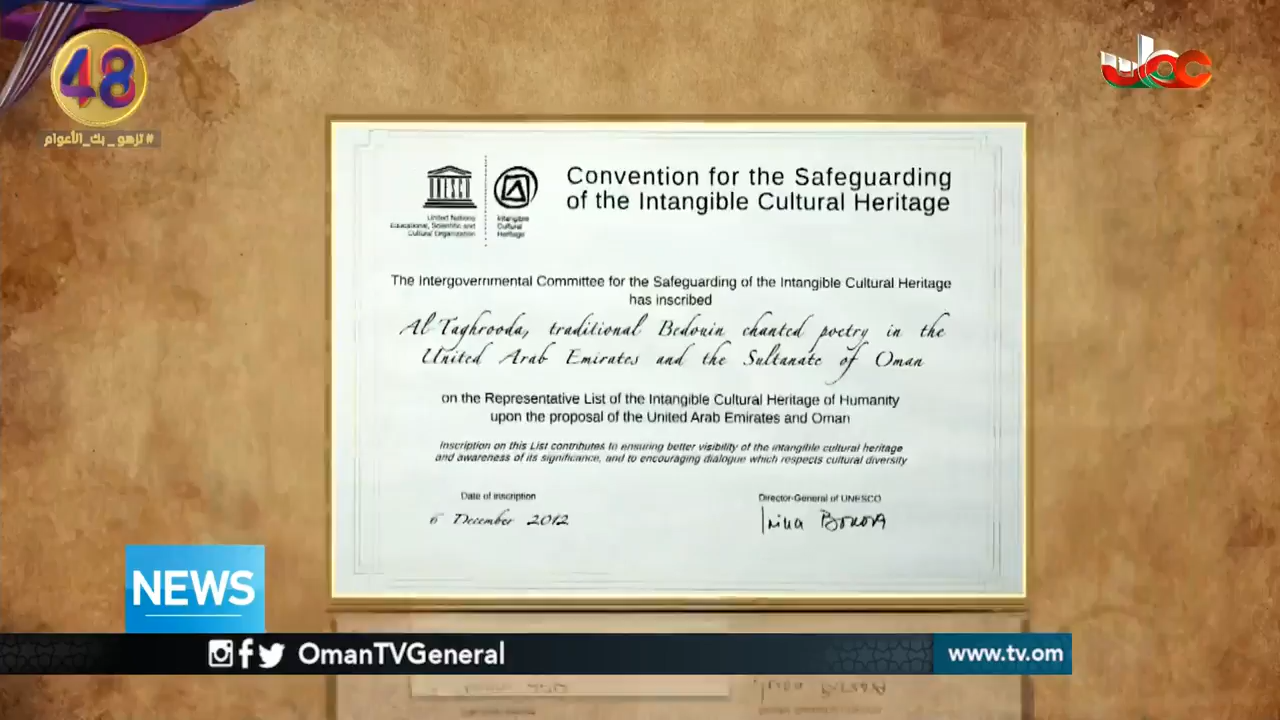 48
#تزهو_بك_الأعوام
عمان
UNESCO
United Nations
Educational, Scientific and
Cultural Organization
Intangible
Cultural
Heritage
Convention for the Safeguarding
of the Intangible Cultural Heritage
The Intergovernmental Committee for the Safeguarding of the Intangible Cultural Heritage
has inscribed
Al-Taghrooda, traditional Bedouin chanted poetry in the
United Arab Emirates and the Sultanate of Oman
on the Representative List of the Intangible Cultural Heritage of Humanity
upon the proposal of the United Arab Emirates and Oman
Inscription on this List contributes to ensuring better visibility of the intangible cultural heritage
and awareness of its significance, and to encouraging dialogue which respects cultural diversity
Date of inscription
6 December 2012
Director-General of UNESCO
Irina Bokova
NEWS
OmanTVGeneral
www.tv.om